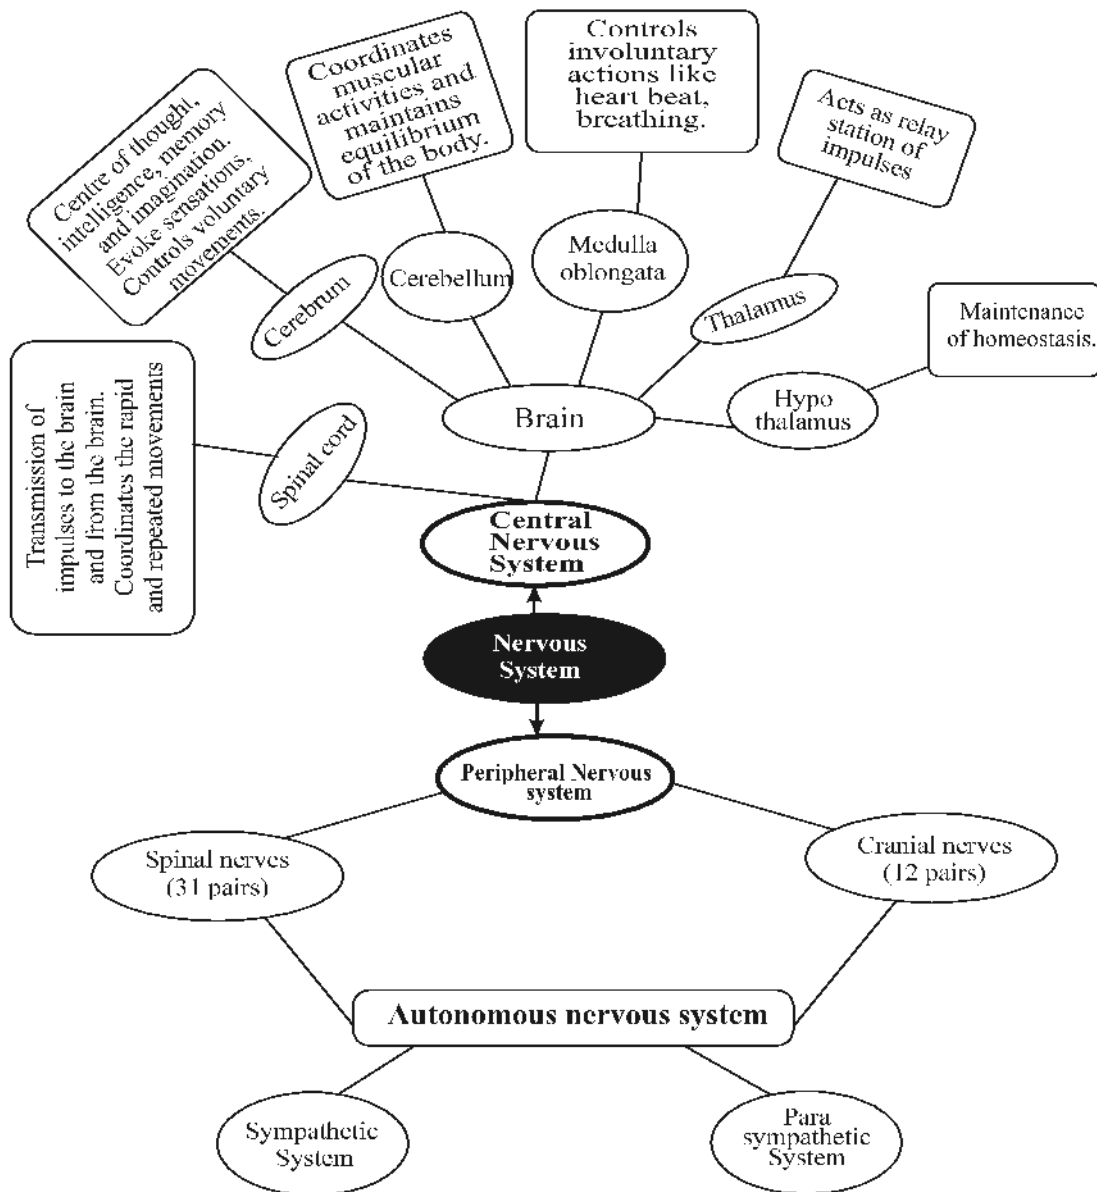 Controls
involuntary
actions like
heart beat,
breathing.
Coordinates
muscular
activities and
maintains
equilibrium
of the body.
Centre of thought,
intelligence, memory
and imagination.
Evoke sensations,
Controls voluntary
movements.
Acts as relay
station of
impulses
Cerebrum
Cerebellum
Medulla
oblongata
Thalamus
Maintenance
of homeostasis.
Hypo
thalamus
Brain
Transmission of
impulses to the brain
and from the brain.
Coordinates the rapid
and repeated movements
Spinal cord
Central
Nervous
System
Nervous
System
Peripheral Nervous
system
Spinal nerves
(31 pairs)
Cranial nerves
(12 pairs)
Autonomous nervous system
Sympathetic
System
Para
sympathetic
System